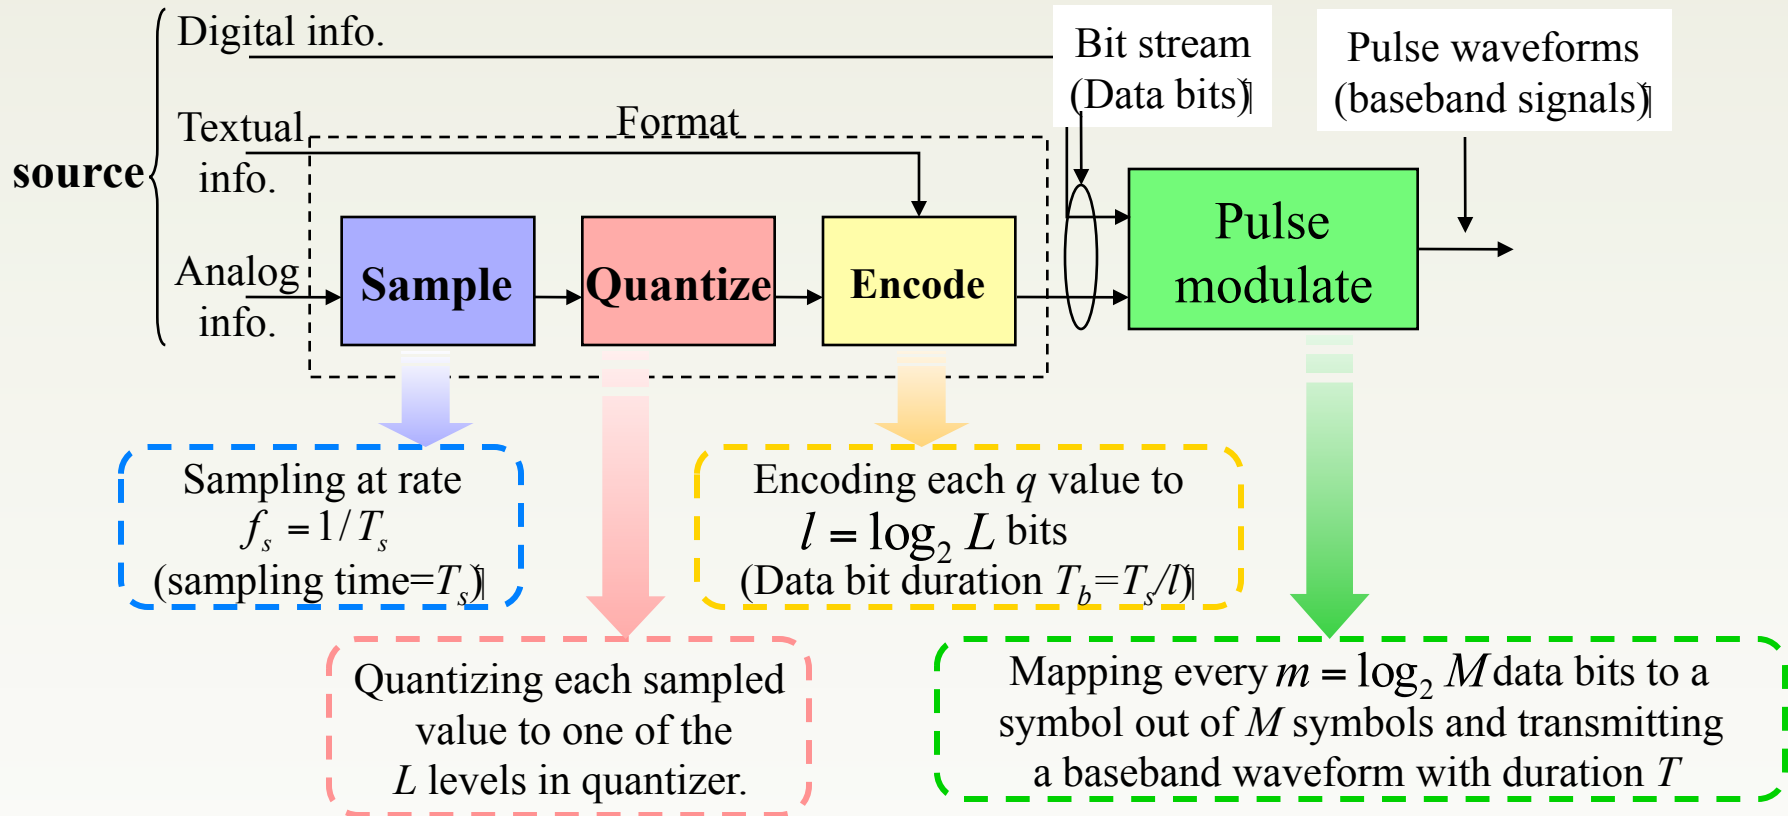 Digital info.
Bit stream
(Data bits)
Pulse waveforms
(baseband signals)
Textual
info.
Format
source
Analog
info.
Sample
Quantize
Encode
Pulse
modulate
Sampling at rate
f_s = 1/T_s
(sampling time=T_s)
Encoding each q value to
l = log_2 L bits
(Data bit duration T_b=T_s/l)
Quantizing each sampled
value to one of the
L levels in quantizer.
Mapping every m = log_2 M data bits to a
symbol out of M symbols and transmitting
a baseband waveform with duration T